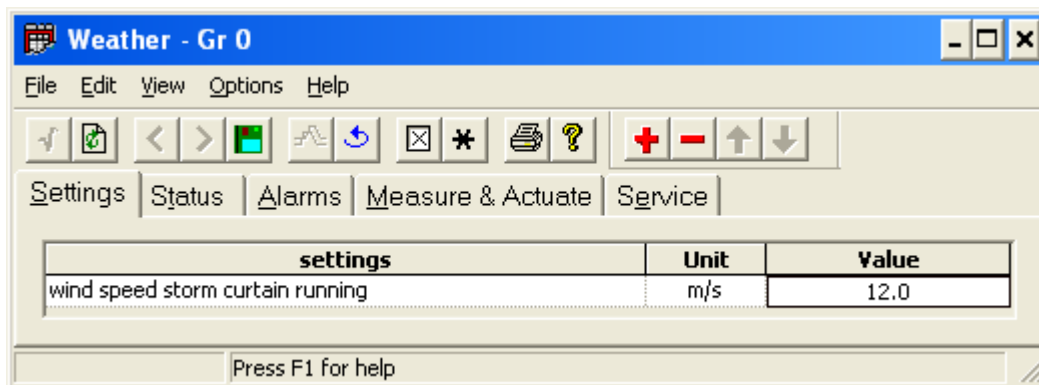 Weather - Gr 0
File Edit View Options Help
Settings Status Alarms Measure & Actuate Service
settings Unit Value
wind speed storm curtain running m/s 12.0
Press F1 for help